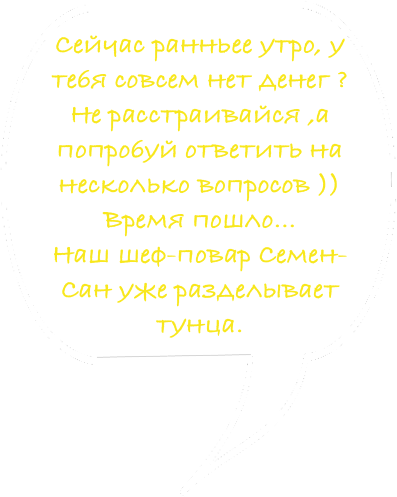 Сейчас ранньее утро, у
тебя совсем нет денег ?
Не расстраивайся ,а
попробуй ответить на
несколько вопросов ))
Время пошло...
Наш шеф-повар Семен-
Сан уже разделывает
тунца.